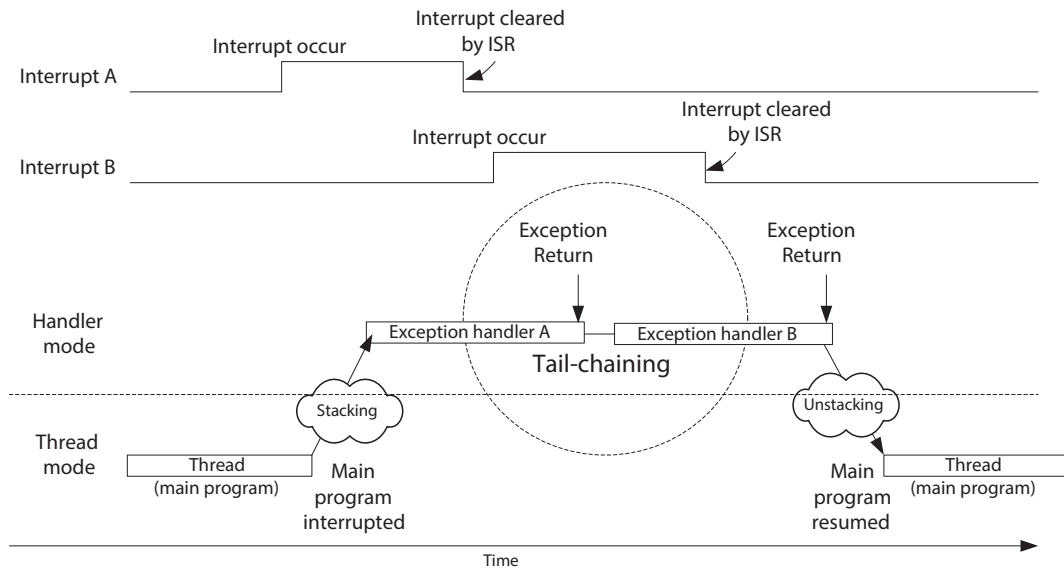 Interrupt cleared
by ISR
Interrupt occur
Interrupt A
Interrupt cleared
by ISR
Interrupt occur
Interrupt B
Exception
Return
Exception
Return
Handler
mode
Exception handler A
Exception handler B
Tail-chaining
Stacking
Unstacking
Thread
mode
Thread
(main program)
Main
program
interrupted
Main
program
resumed
Thread
(main program)
Time